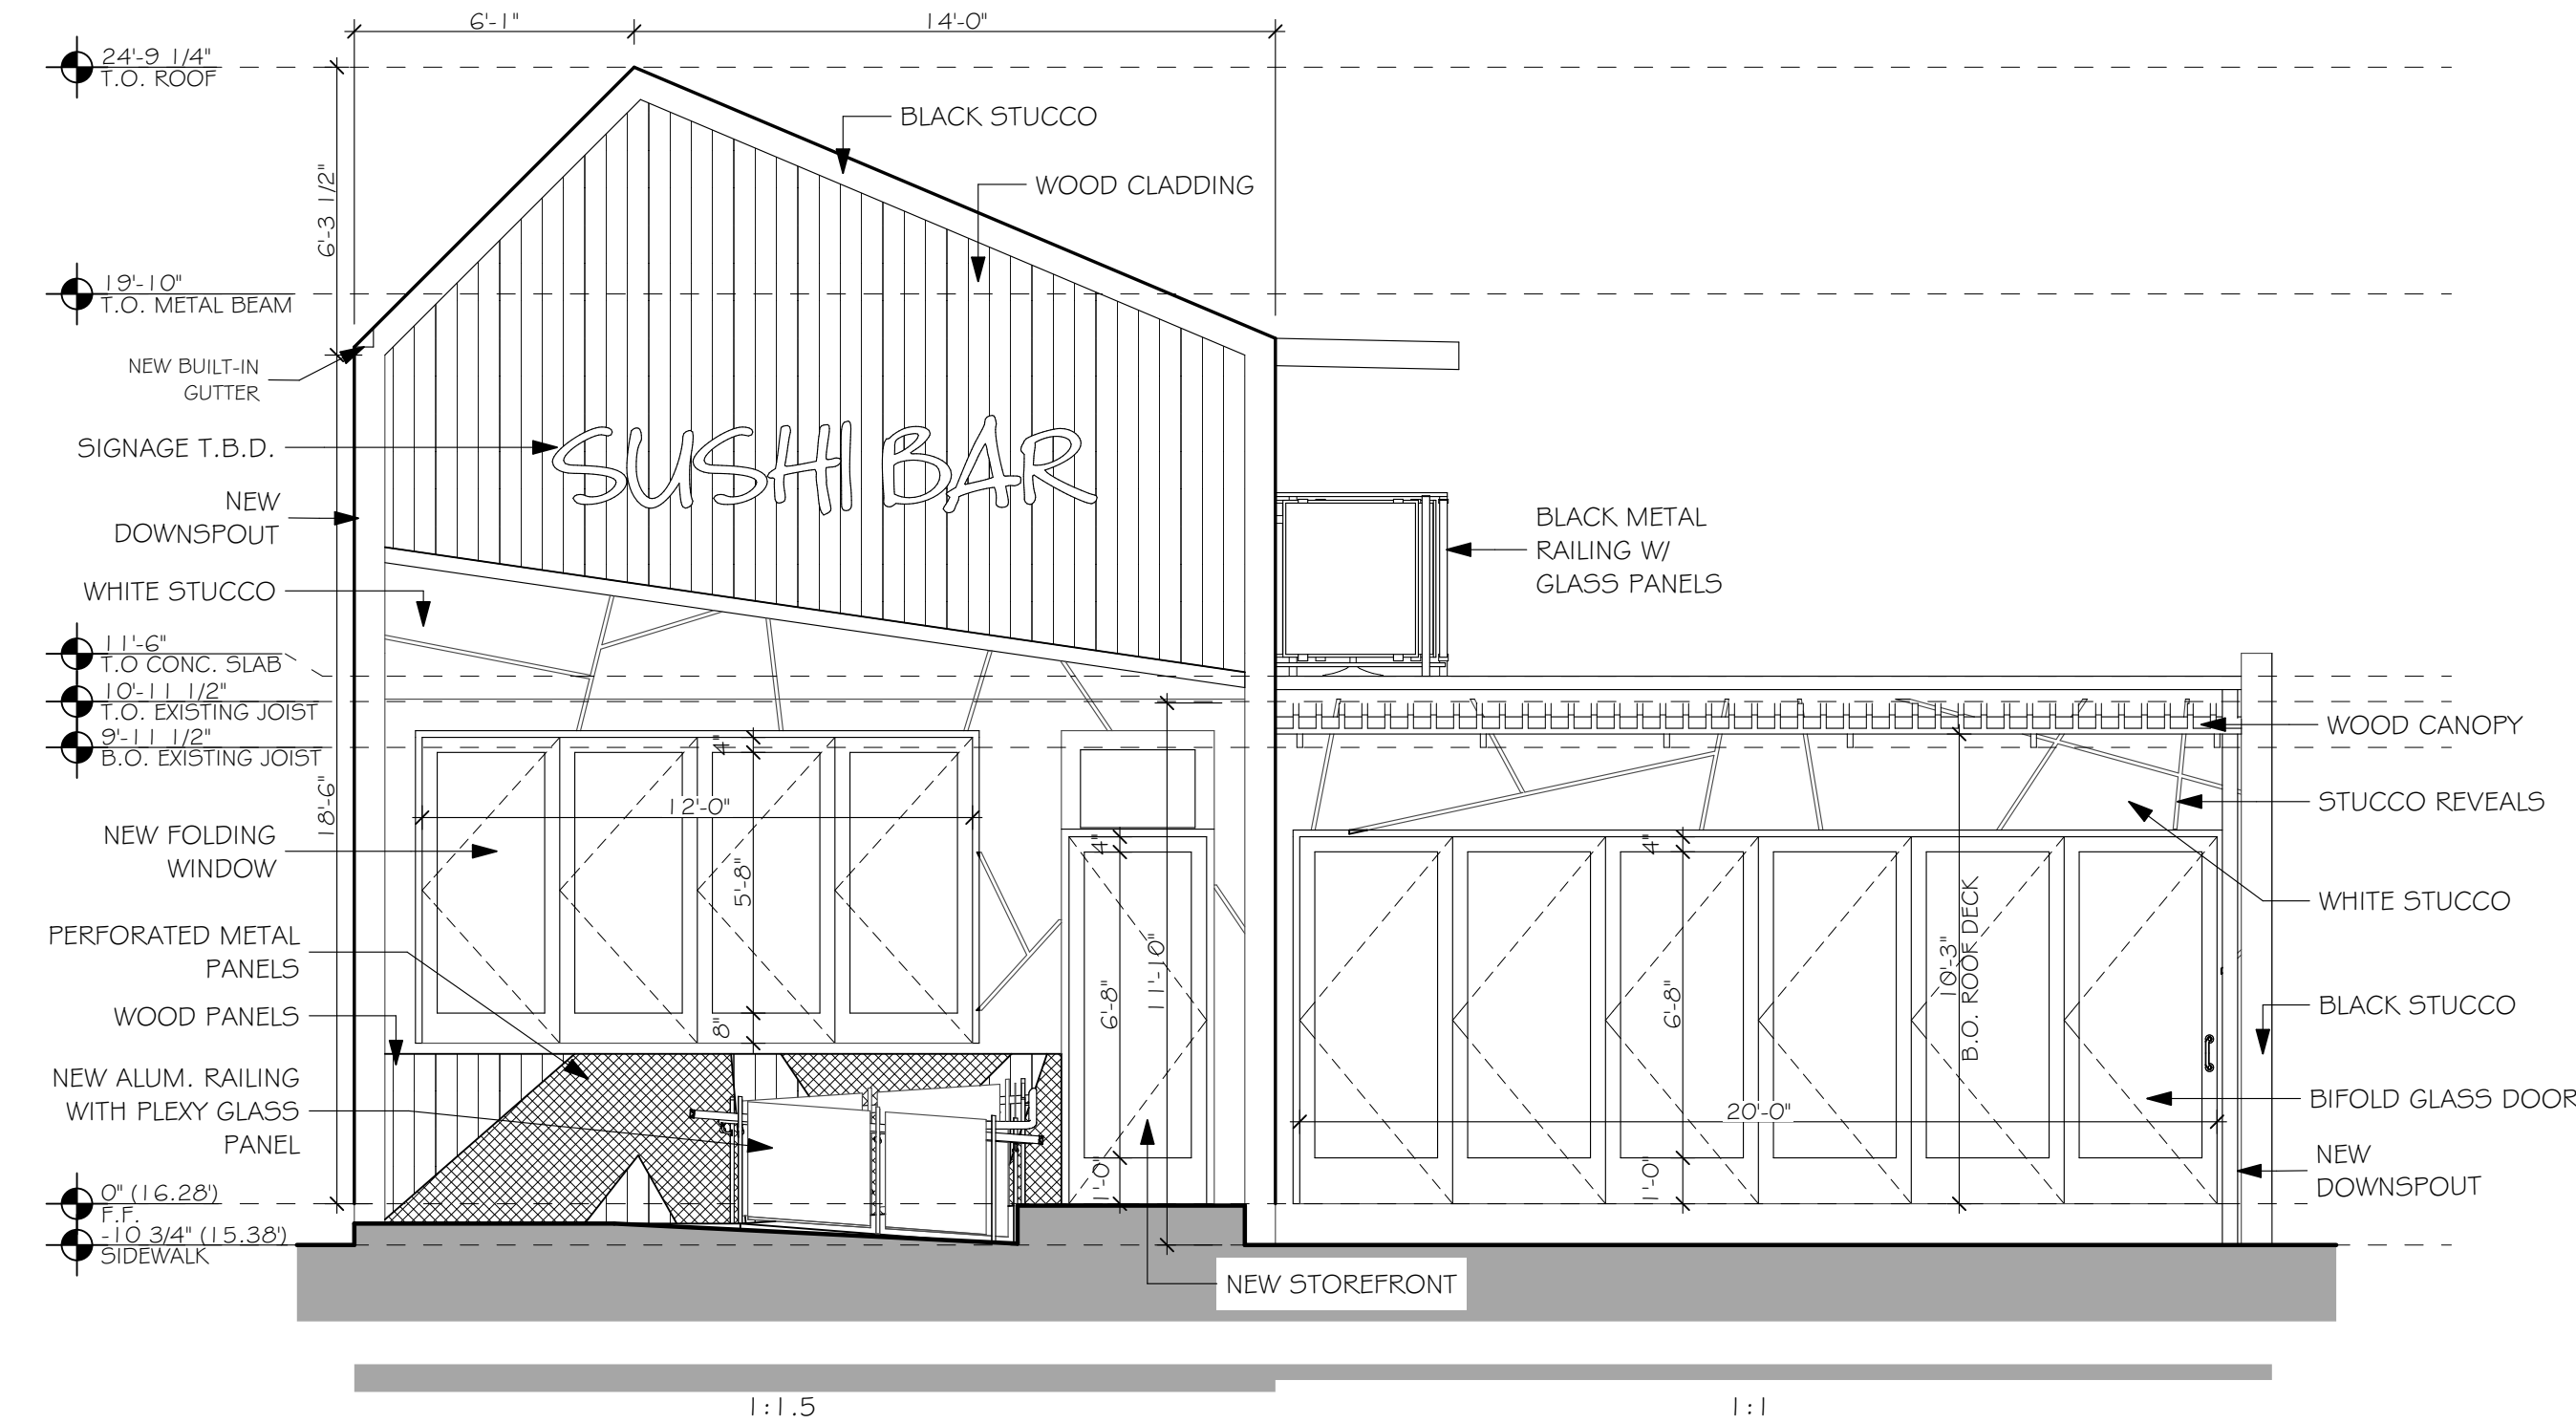 6'-1"
14'-0"
24'-9 1/4"
T.O. ROOF
BLACK STUCCO
WOOD CLADDING
6'-3 1/2"
19'-10"
T.O. METAL BEAM
NEW BUILT-IN
GUTTER
SIGNAGE T.B.D.
SUSHI BAR
NEW
DOWNSPOUT
BLACK METAL
RAILING W/
GLASS PANELS
WHITE STUCCO
11'-6"
T.O CONC. SLAB
10'-11 1/2"
T.O. EXISTING JOIST
9'-11 1/2"
B.O. EXISTING JOIST
WOOD CANOPY
18'-6"
4"
12'-0"
5'-8"
8"
STUCCO REVEALS
NEW FOLDING
WINDOW
4"
4"
WHITE STUCCO
PERFORATED METAL
PANELS
11'-10"
6'-8"
6'-8"
10'-3"
B.O. ROOF DECK
WOOD PANELS
BLACK STUCCO
NEW ALUM. RAILING
WITH PLEXY GLASS
PANEL
BIFOLD GLASS DOOR
20'-0"
1'-0"
1'-0"
NEW
DOWNSPOUT
0" (16.28')
F.F.
-10 3/4" (15.38')
SIDEWALK
NEW STOREFRONT
1:1.5
1:1